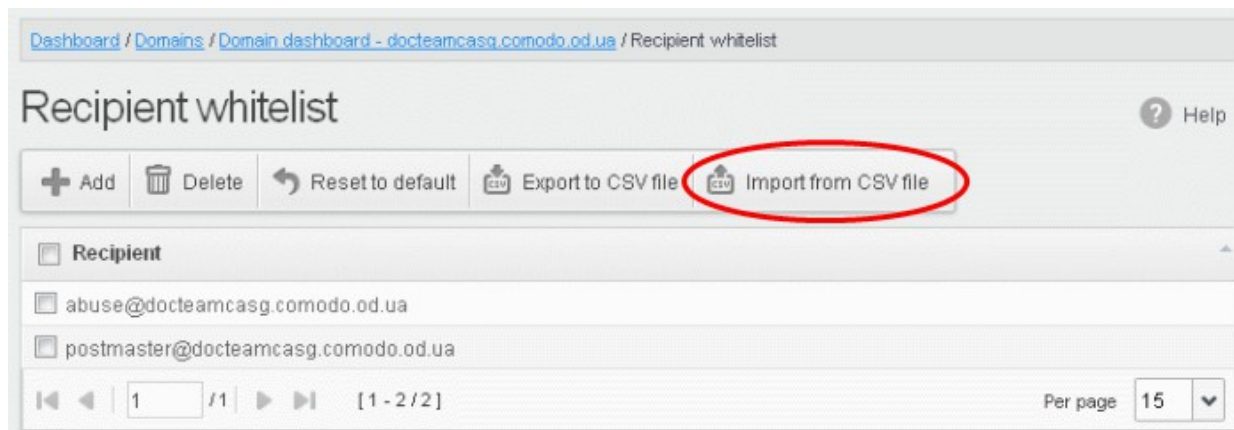 Dashboard / Domains / Domain dashboard - docteamcasg.comodo.od.ua / Recipient whitelist
Recipient whitelist
Help
Add Delete Reset to default CSV Export to CSV file CSV Import from CSV file
Recipient
abuse@docteamcasg.comodo.od.ua
postmaster@docteamcasg.comodo.od.ua
1 / 1 [ 1 - 2 / 2 ] Per page 15